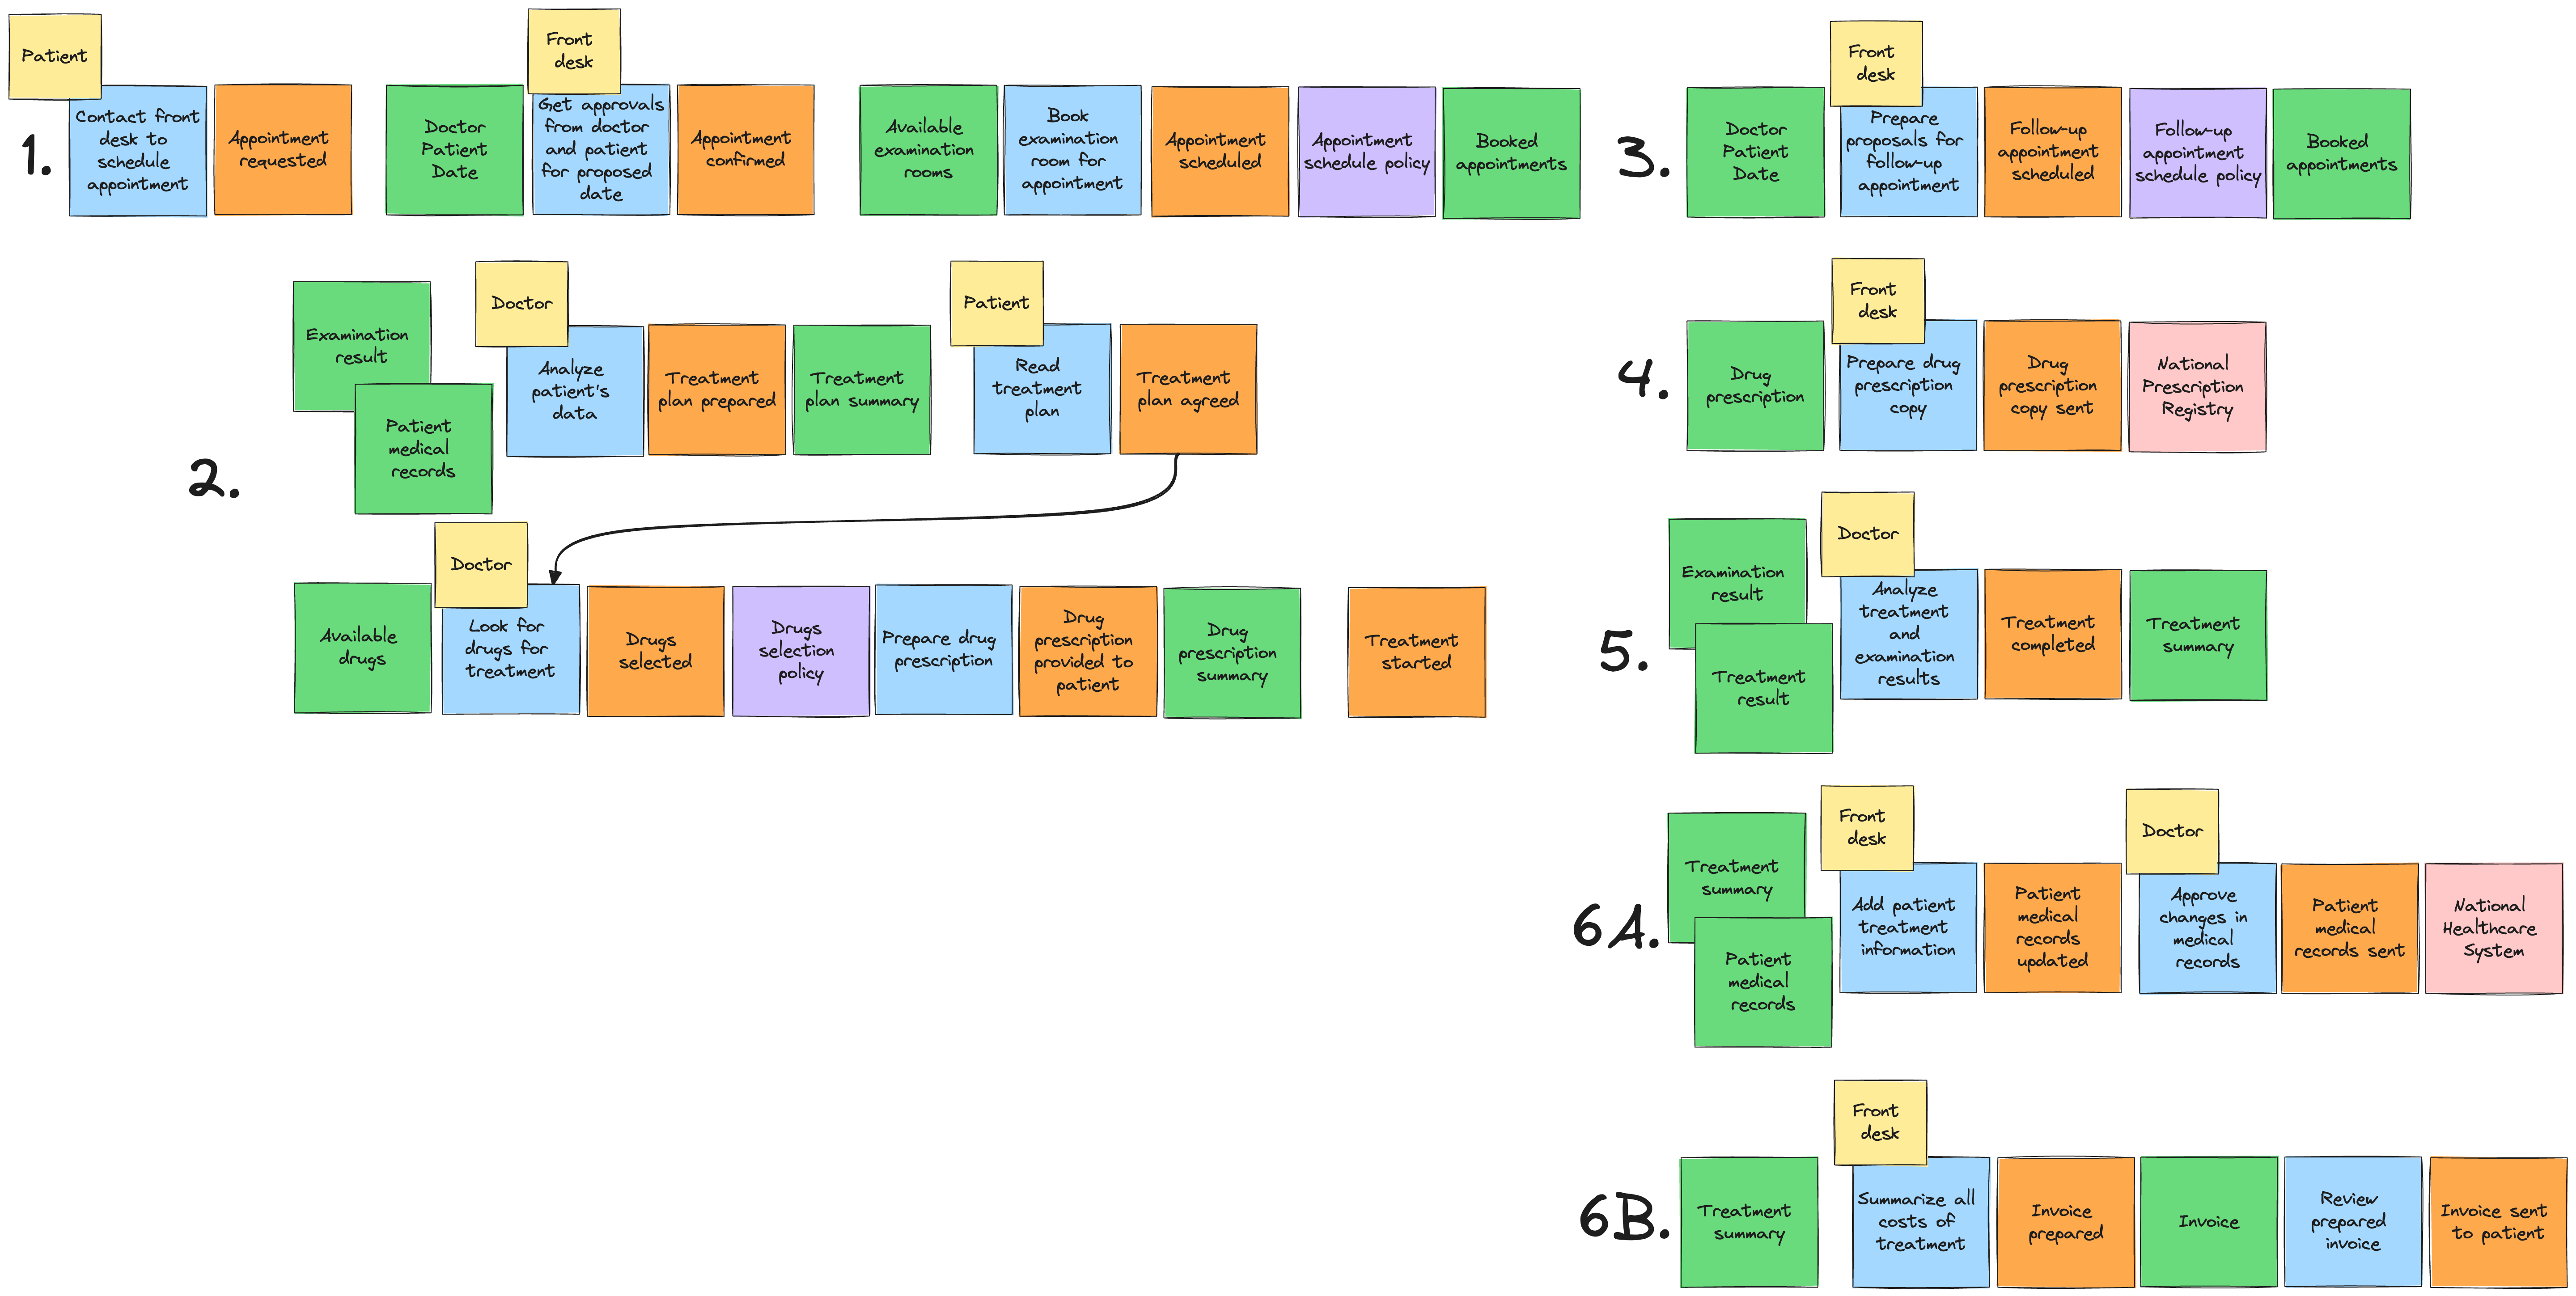 1.
Patient
Contact front
desk to
schedule
appointment
Appointment
requested
Doctor
Patient
Date
Front
desk
Get approvals
from doctor
and patient
for proposed
date
Appointment
confirmed
Available
examination
rooms
Book
examination
room for
appointment
Appointment
scheduled
Appointment
schedule policy
Booked
appointments
2.
Examination
result
Patient
medical
records
Doctor
Analyze
patient's
data
Treatment
plan prepared
Treatment
plan summary
Patient
Read
treatment
plan
Treatment
plan agreed
Available
drugs
Doctor
Look for
drugs for
treatment
Drugs
selected
Drugs
selection
policy
Prepare drug
prescription
Drug
prescription
provided to
patient
Drug
prescription
summary
Treatment
started
3.
Doctor
Patient
Date
Front
desk
Prepare
proposals for
follow-up
appointment
Follow-up
appointment
scheduled
Follow-up
appointment
schedule policy
Booked
appointments
4.
Drug
prescription
Front
desk
Prepare drug
prescription
copy
Drug
prescription
copy sent
National
Prescription
Registry
5.
Examination
result
Treatment
result
Doctor
Analyze
treatment
and
examination
results
Treatment
completed
Treatment
summary
6A.
Treatment
summary
Patient
medical
records
Front
desk
Add patient
treatment
information
Patient
medical
records
updated
Doctor
Approve
changes in
medical
records
Patient
medical
records sent
National
Healthcare
System
6B.
Treatment
summary
Front
desk
Summarize all
costs of
treatment
Invoice
prepared
Invoice
Review
prepared
invoice
Invoice sent
to patient